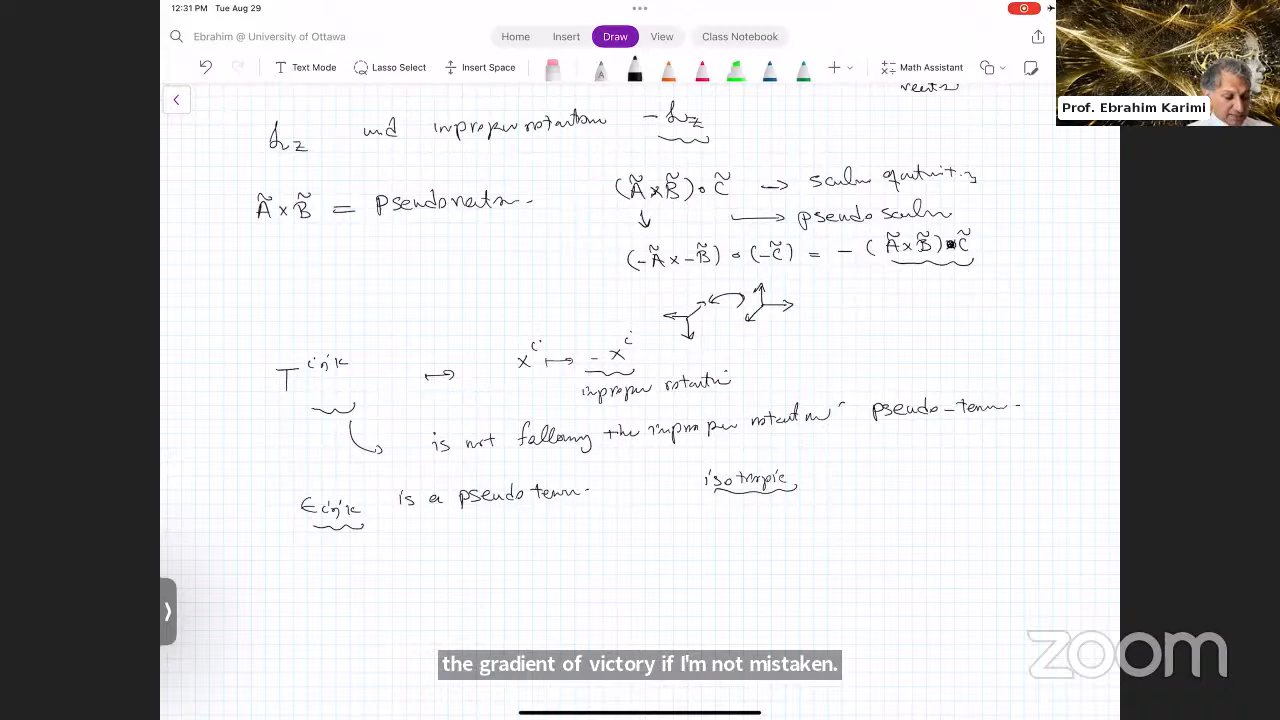 12:31 PM Tue Aug 29
Ebrahim @ University of Ottawa
Home Insert Draw View Class Notebook
Text Mode Lasso Select Insert Space Math Assistant
Prof. Ebrahim Karimi
improper rotation - L_z
L_z
(Ã×B̃)•C̃ → scalar
Ã×B̃ =
→ pseudo scalar
(-Ã×-B̃)•(-C̃) = -(Ã×B̃)•C̃
T^{ijk} ↦ x^i ↦ -x^i
improper rotation
is not following the improper rotation pseudo-tensor.
isotropic
ϵ_{ijk} is a pseudo tensor.
the gradient of victory if I'm not mistaken.
zoom